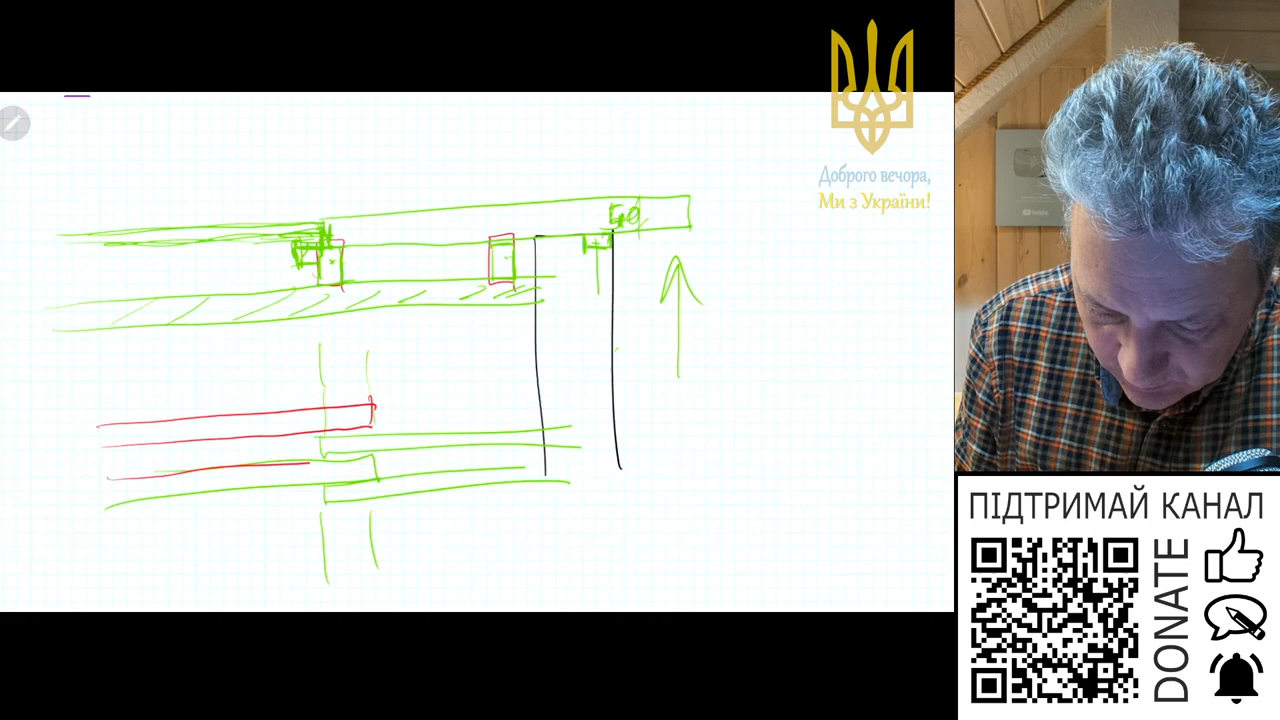 Доброго вечора,
Ми з України!
ПІДТРИМАЙ КАНАЛ
DONATE